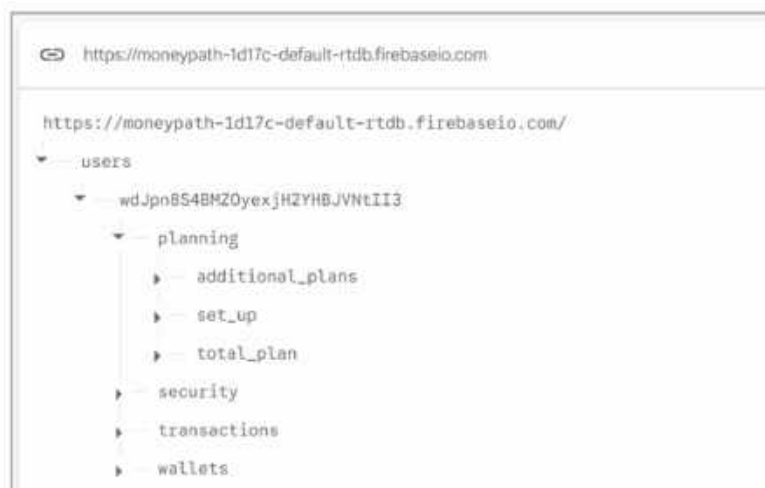 https://moneypath-1d17c-default-rtdb.firebaseio.com
https://moneypath-1d17c-default-rtdb.firebaseio.com/
users
wdJpn8S4BMZOyexjH2YHBJVNtII3
planning
additional_plans
set_up
total_plan
security
transactions
wallets